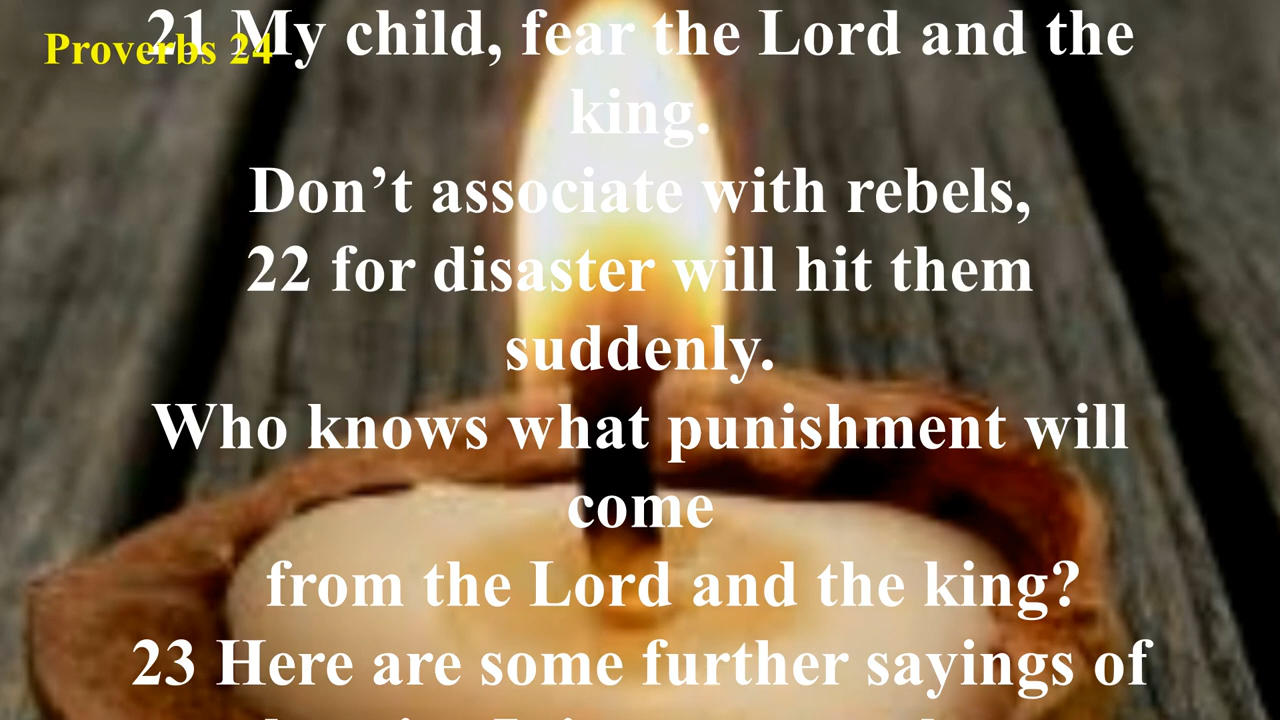 Proverbs 24
21 My child, fear the Lord and the
king.
Don’t associate with rebels,
22 for disaster will hit them
suddenly.
Who knows what punishment will
come
from the Lord and the king?
23 Here are some further sayings of